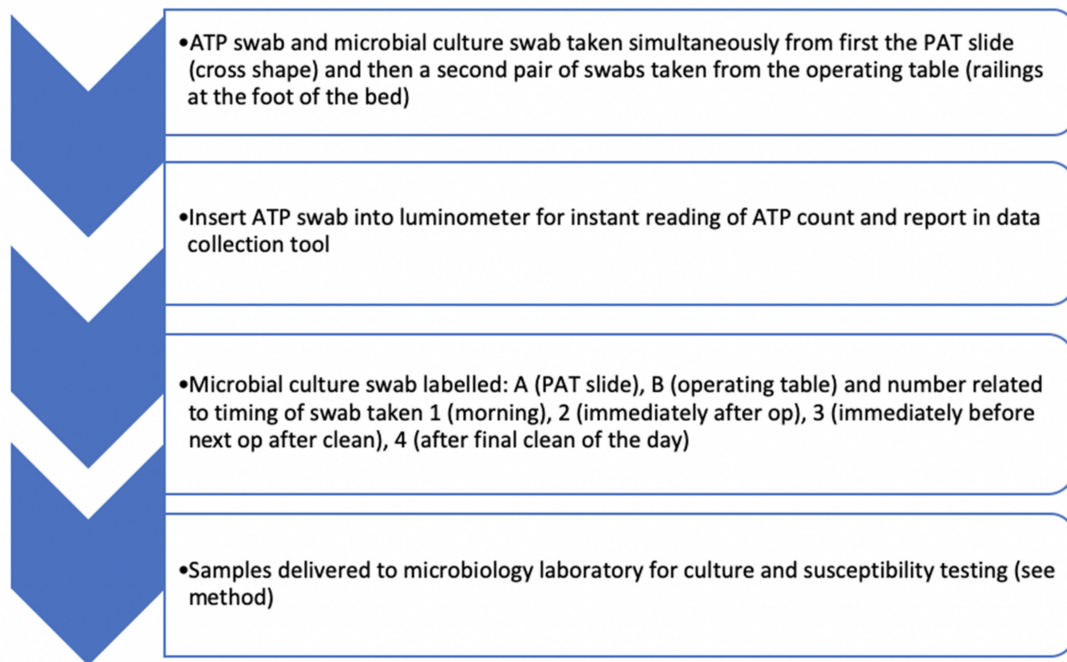 •ATP swab and microbial culture swab taken simultaneously from first the PAT slide
(cross shape) and then a second pair of swabs taken from the operating table (railings
at the foot of the bed)
•Insert ATP swab into luminometer for instant reading of ATP count and report in data
collection tool
•Microbial culture swab labelled: A (PAT slide), B (operating table) and number related
to timing of swab taken 1 (morning), 2 (immediately after op), 3 (immediately before
next op after clean), 4 (after final clean of the day)
•Samples delivered to microbiology laboratory for culture and susceptibility testing (see
method)